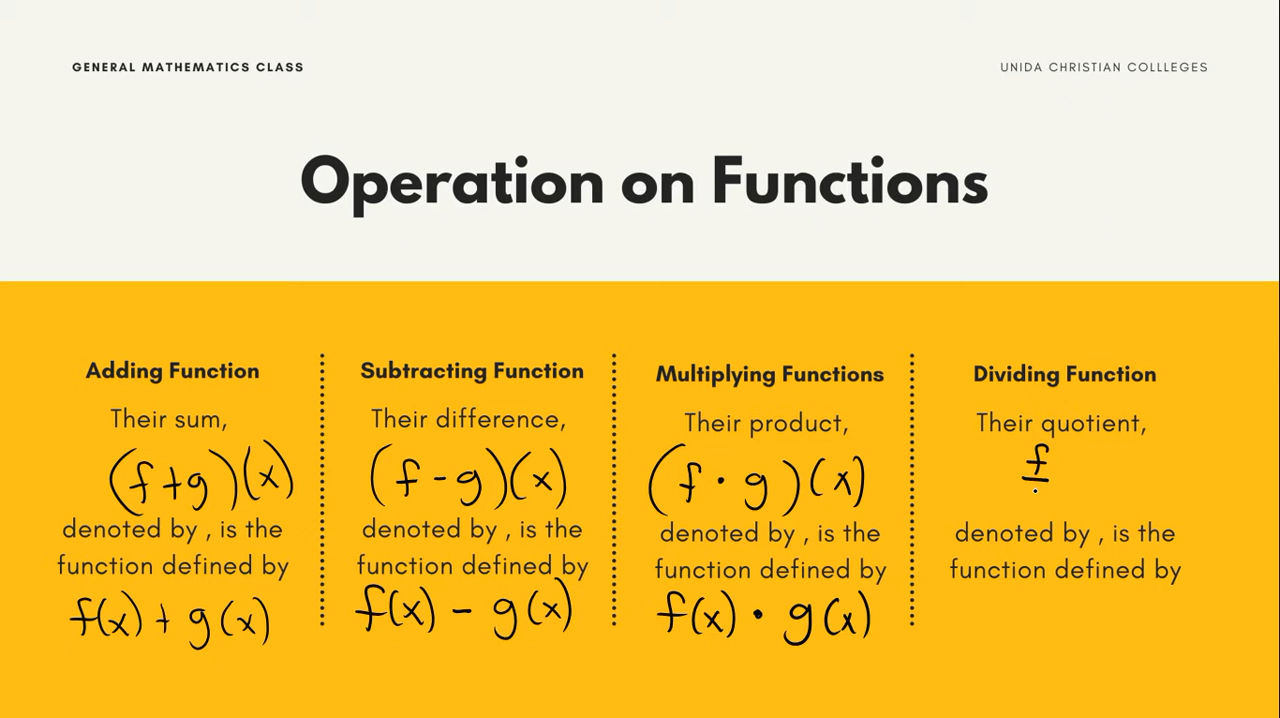 GENERAL MATHEMATICS CLASS
UNIDA CHRISTIAN COLLLEGES
Operation on Functions
Adding Function
Their sum,
(f+g)(x)
denoted by , is the
function defined by
f(x) + g(x)
Subtracting Function
Their difference,
(f-g)(x)
denoted by , is the
function defined by
f(x) - g(x)
Multiplying Functions
Their product,
(f · g)(x)
denoted by , is the
function defined by
f(x) · g(x)
Dividing Function
Their quotient,
f
denoted by , is the
function defined by